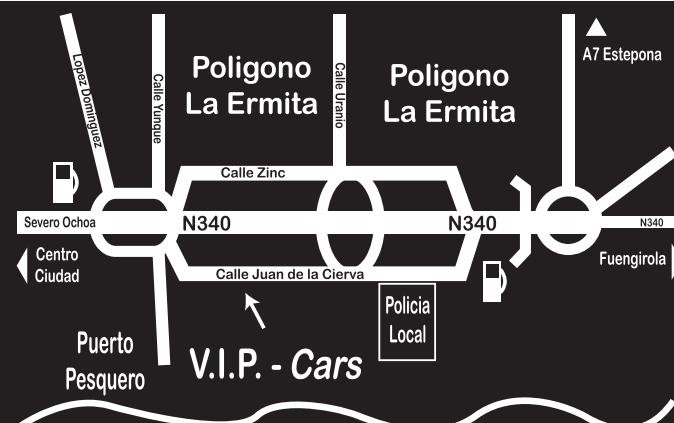 A7 Estepona
Lopez Dominguez
Calle Yunque
Poligono
La Ermita
Calle Uranio
Poligono
La Ermita
Calle Zinc
Severo Ochoa
N340
N340
N340
Centro
Ciudad
Fuengirola
Calle Juan de la Cierva
Policia
Local
Puerto
Pesquero
V.I.P. - Cars